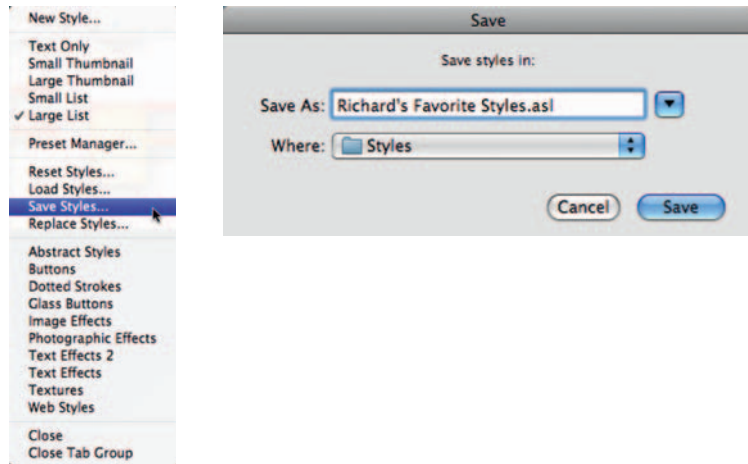 New Style...
Text Only
Small Thumbnail
Large Thumbnail
Small List
✓ Large List
Preset Manager...
Reset Styles...
Load Styles...
Save Styles...
Replace Styles...
Abstract Styles
Buttons
Dotted Strokes
Glass Buttons
Image Effects
Photographic Effects
Text Effects 2
Text Effects
Textures
Web Styles
Close
Close Tab Group
Save
Save styles in:
Save As: Richard's Favorite Styles.asl
Where: Styles
Cancel Save